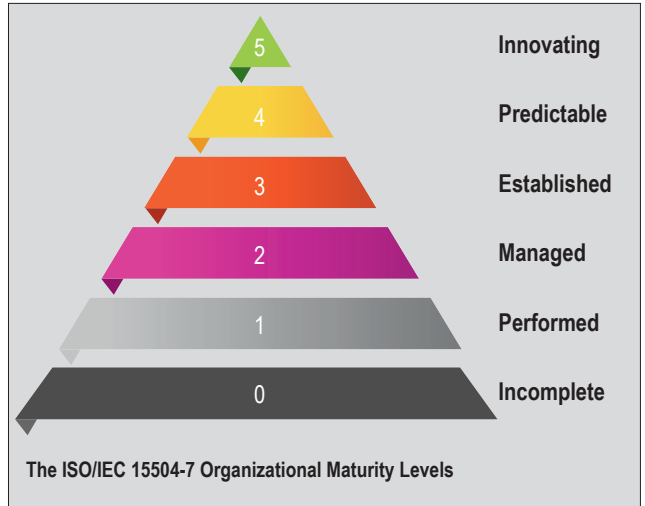 5 Innovating
4 Predictable
3 Established
2 Managed
1 Performed
0 Incomplete
The ISO/IEC 15504-7 Organizational Maturity Levels